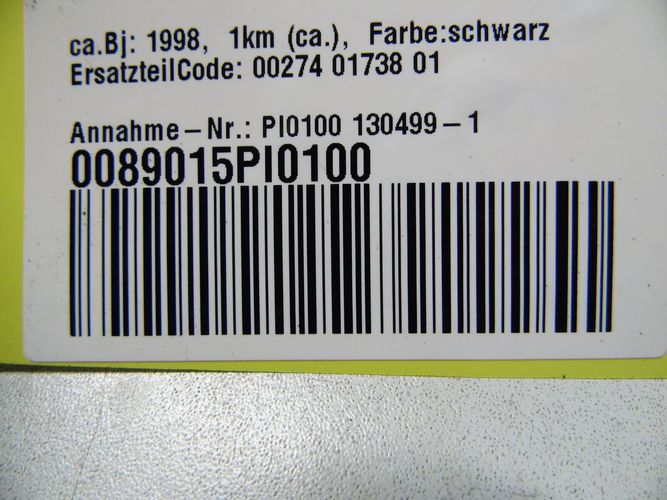 ca.Bj: 1998, 1km (ca.), Farbe:schwarz
ErsatzteilCode: 00274 01738 01
Annahme-Nr.: PI0100 130499-1
0089015PI0100